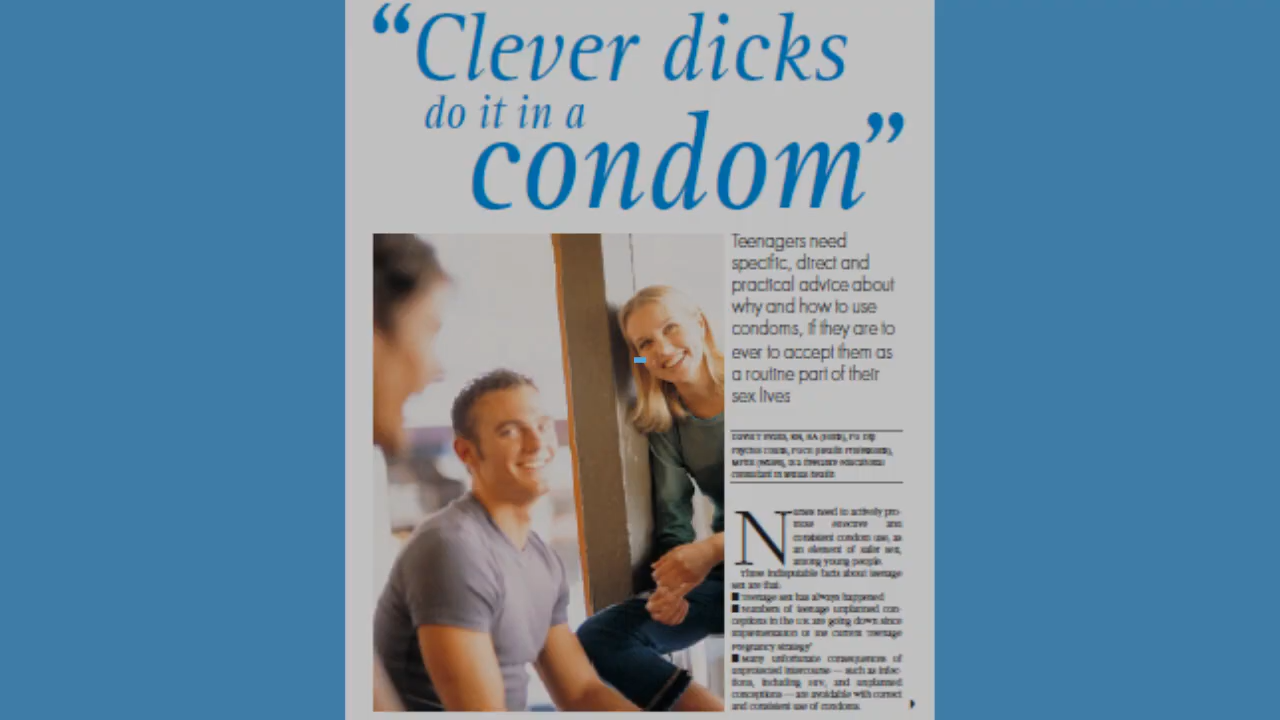 “Clever dicks
do it in a
condom”
Teenagers need
specific, direct and
practical advice about
why and how to use
condoms, if they are to
ever to accept them as
a routine part of their
sex lives
consultant in sexual health
Nurses need to actively pro-
mote effective and
consistent condom use, as
an element of safer sex,
among young people.
Three indisputable facts about teenage
sex are that:
■ Teenage sex has always happened
■ Numbers of teenage unplanned con-
ceptions in the UK are going down since
implementation of the current Teenage
Pregnancy strategy
■ Many unfortunate consequences of
unprotected intercourse — such as infec-
tions, including HIV, and unplanned
conceptions — are avoidable with correct
and consistent use of condoms.